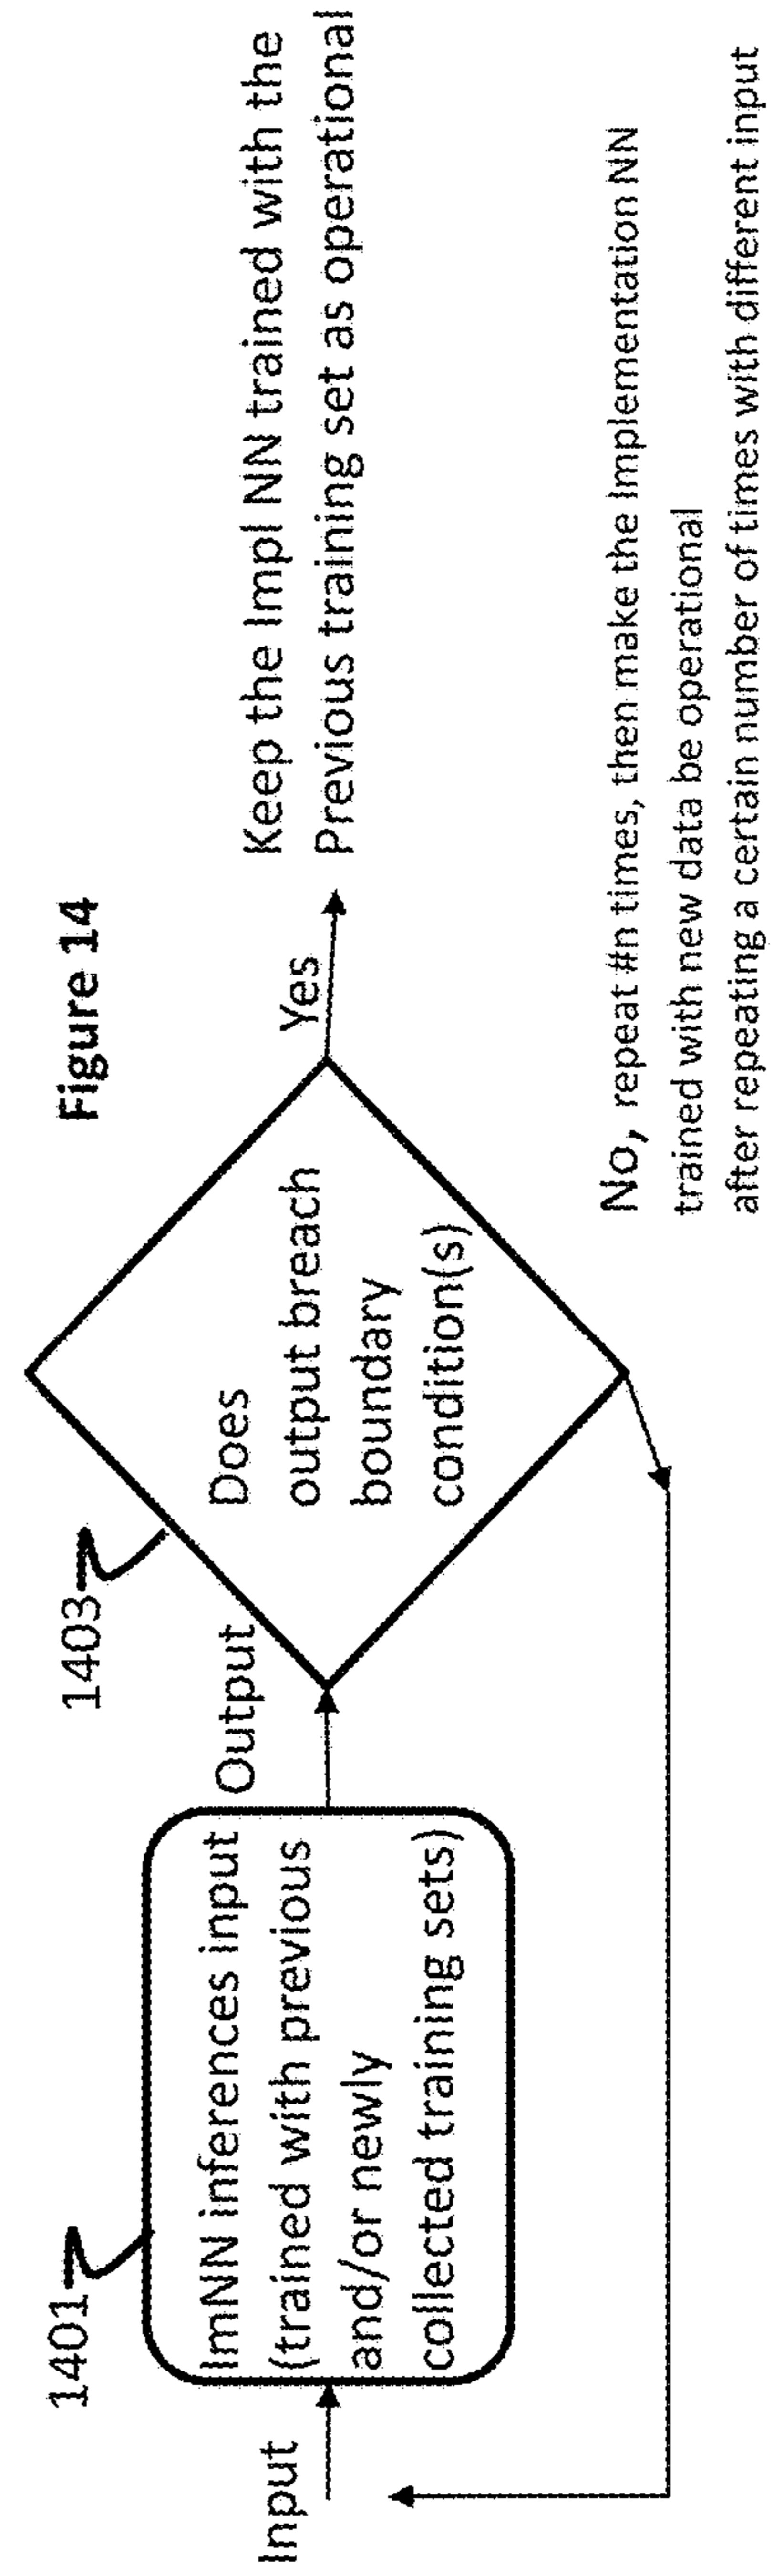 Figure 14
1401
1403
Input
ImNN inferences input
(trained with previous
and/or newly
collected training sets)
Output
Does
output breach
boundary
condition(s)
Yes
Keep the Impl NN trained with the
Previous training set as operational
No, repeat #n times, then make the Implementation NN
trained with new data be operational
after repeating a certain number of times with different input